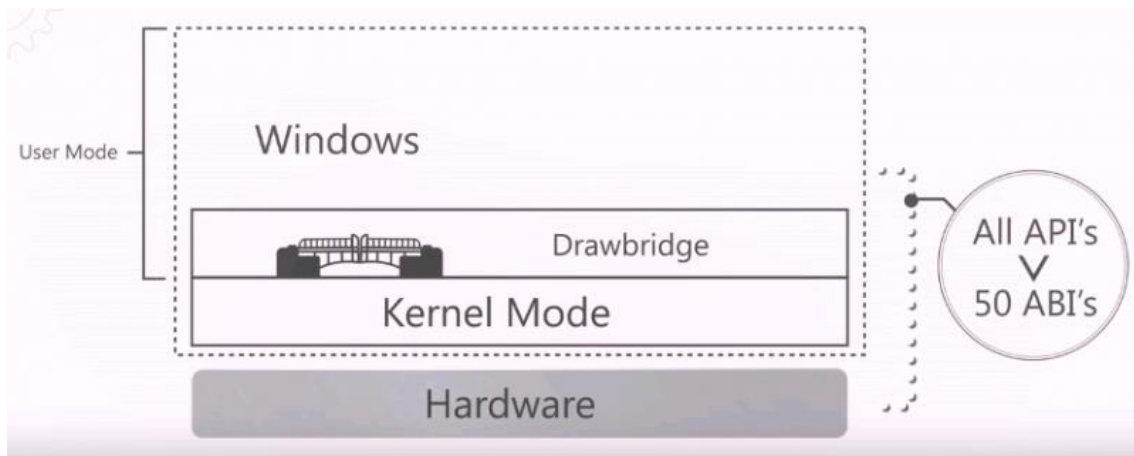 Windows
User Mode
Drawbridge
Kernel Mode
Hardware
All API's
50 ABI's